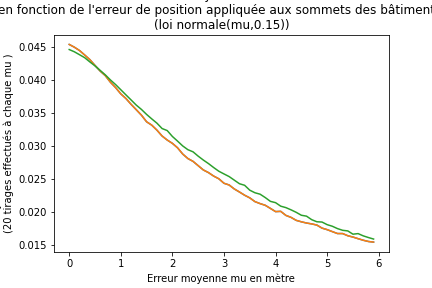 en fonction de l'erreur de position appliquée aux sommets des bâtiment
(loi normale(mu,0.15))
(20 tirages effectués à chaque mu )
0.045
0.040
0.035
0.030
0.025
0.020
0.015
0 1 2 3 4 5 6
Erreur moyenne mu en mètre